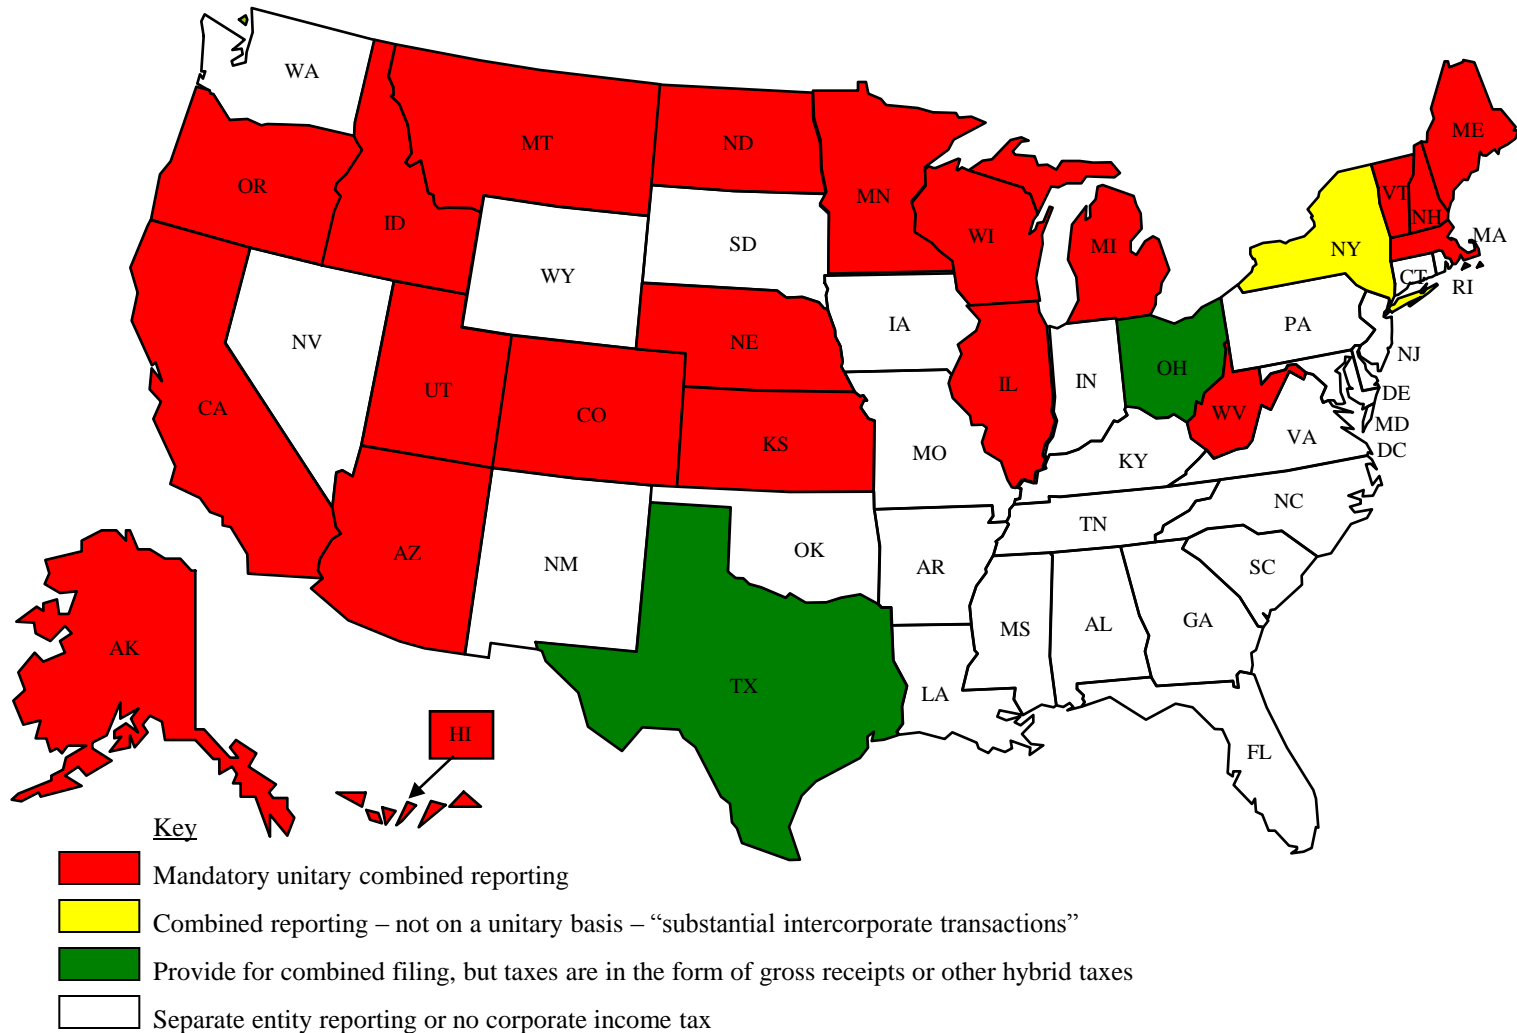 WA
MT
ND
ME
OR
MN
VT
ID
NH
WI
MA
SD
MI
NY
WY
CT
RI
IA
PA
NV
NE
NJ
OH
IN
IL
UT
DE
CA
CO
WV
MD
VA
KS
DC
MO
KY
NC
TN
AZ
OK
NM
AR
SC
GA
MS
AL
AK
TX
LA
HI
FL
Key
Mandatory unitary combined reporting
Combined reporting – not on a unitary basis – “substantial intercorporate transactions”
Provide for combined filing, but taxes are in the form of gross receipts or other hybrid taxes
Separate entity reporting or no corporate income tax